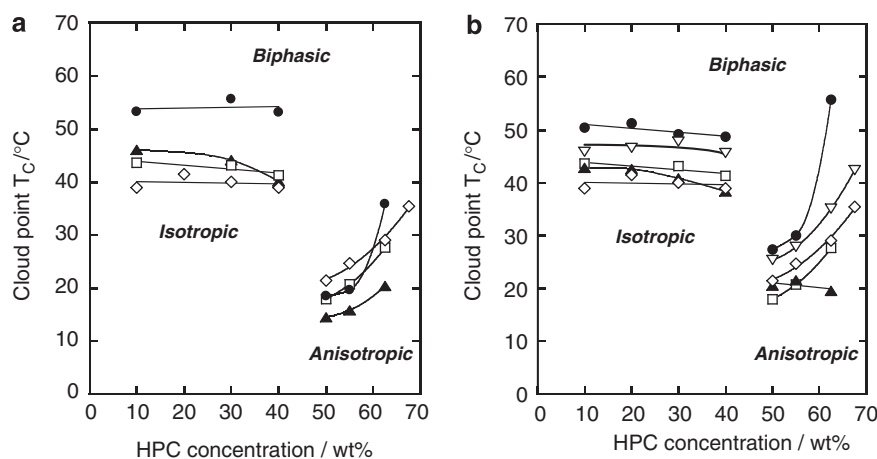 a
70
60
50
40
30
20
10
0
Cloud point T_C/°C
Biphasic
Isotropic
Anisotropic
0 10 20 30 40 50 60 70
HPC concentration / wt%
b
70
60
50
40
30
20
10
0
Cloud point T_C/°C
Biphasic
Isotropic
Anisotropic
0 10 20 30 40 50 60 70
HPC concentration / wt%